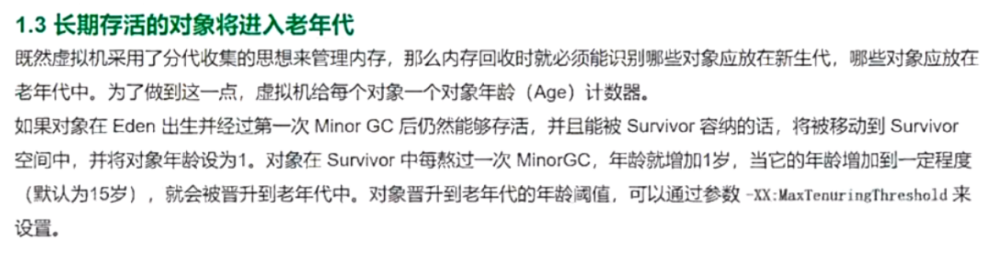 1.3 长期存活的对象将进入老年代
既然虚拟机采用了分代收集的思想来管理内存，那么内存回收时就必须能识别哪些对象应放在新生代，哪些对象应放在
老年代中。为了做到这一点，虚拟机给每个对象一个对象年龄（Age）计数器。
如果对象在 Eden 出生并经过第一次 Minor GC 后仍然能够存活，并且能被 Survivor 容纳的话，将被移动到 Survivor
空间中，并将对象年龄设为1。对象在 Survivor 中每熬过一次 MinorGC，年龄就增加1岁，当它的年龄增加到一定程度
（默认为15岁），就会被晋升到老年代中。对象晋升到老年代的年龄阈值，可以通过参数 -XX:MaxTenuringThreshold 来
设置。